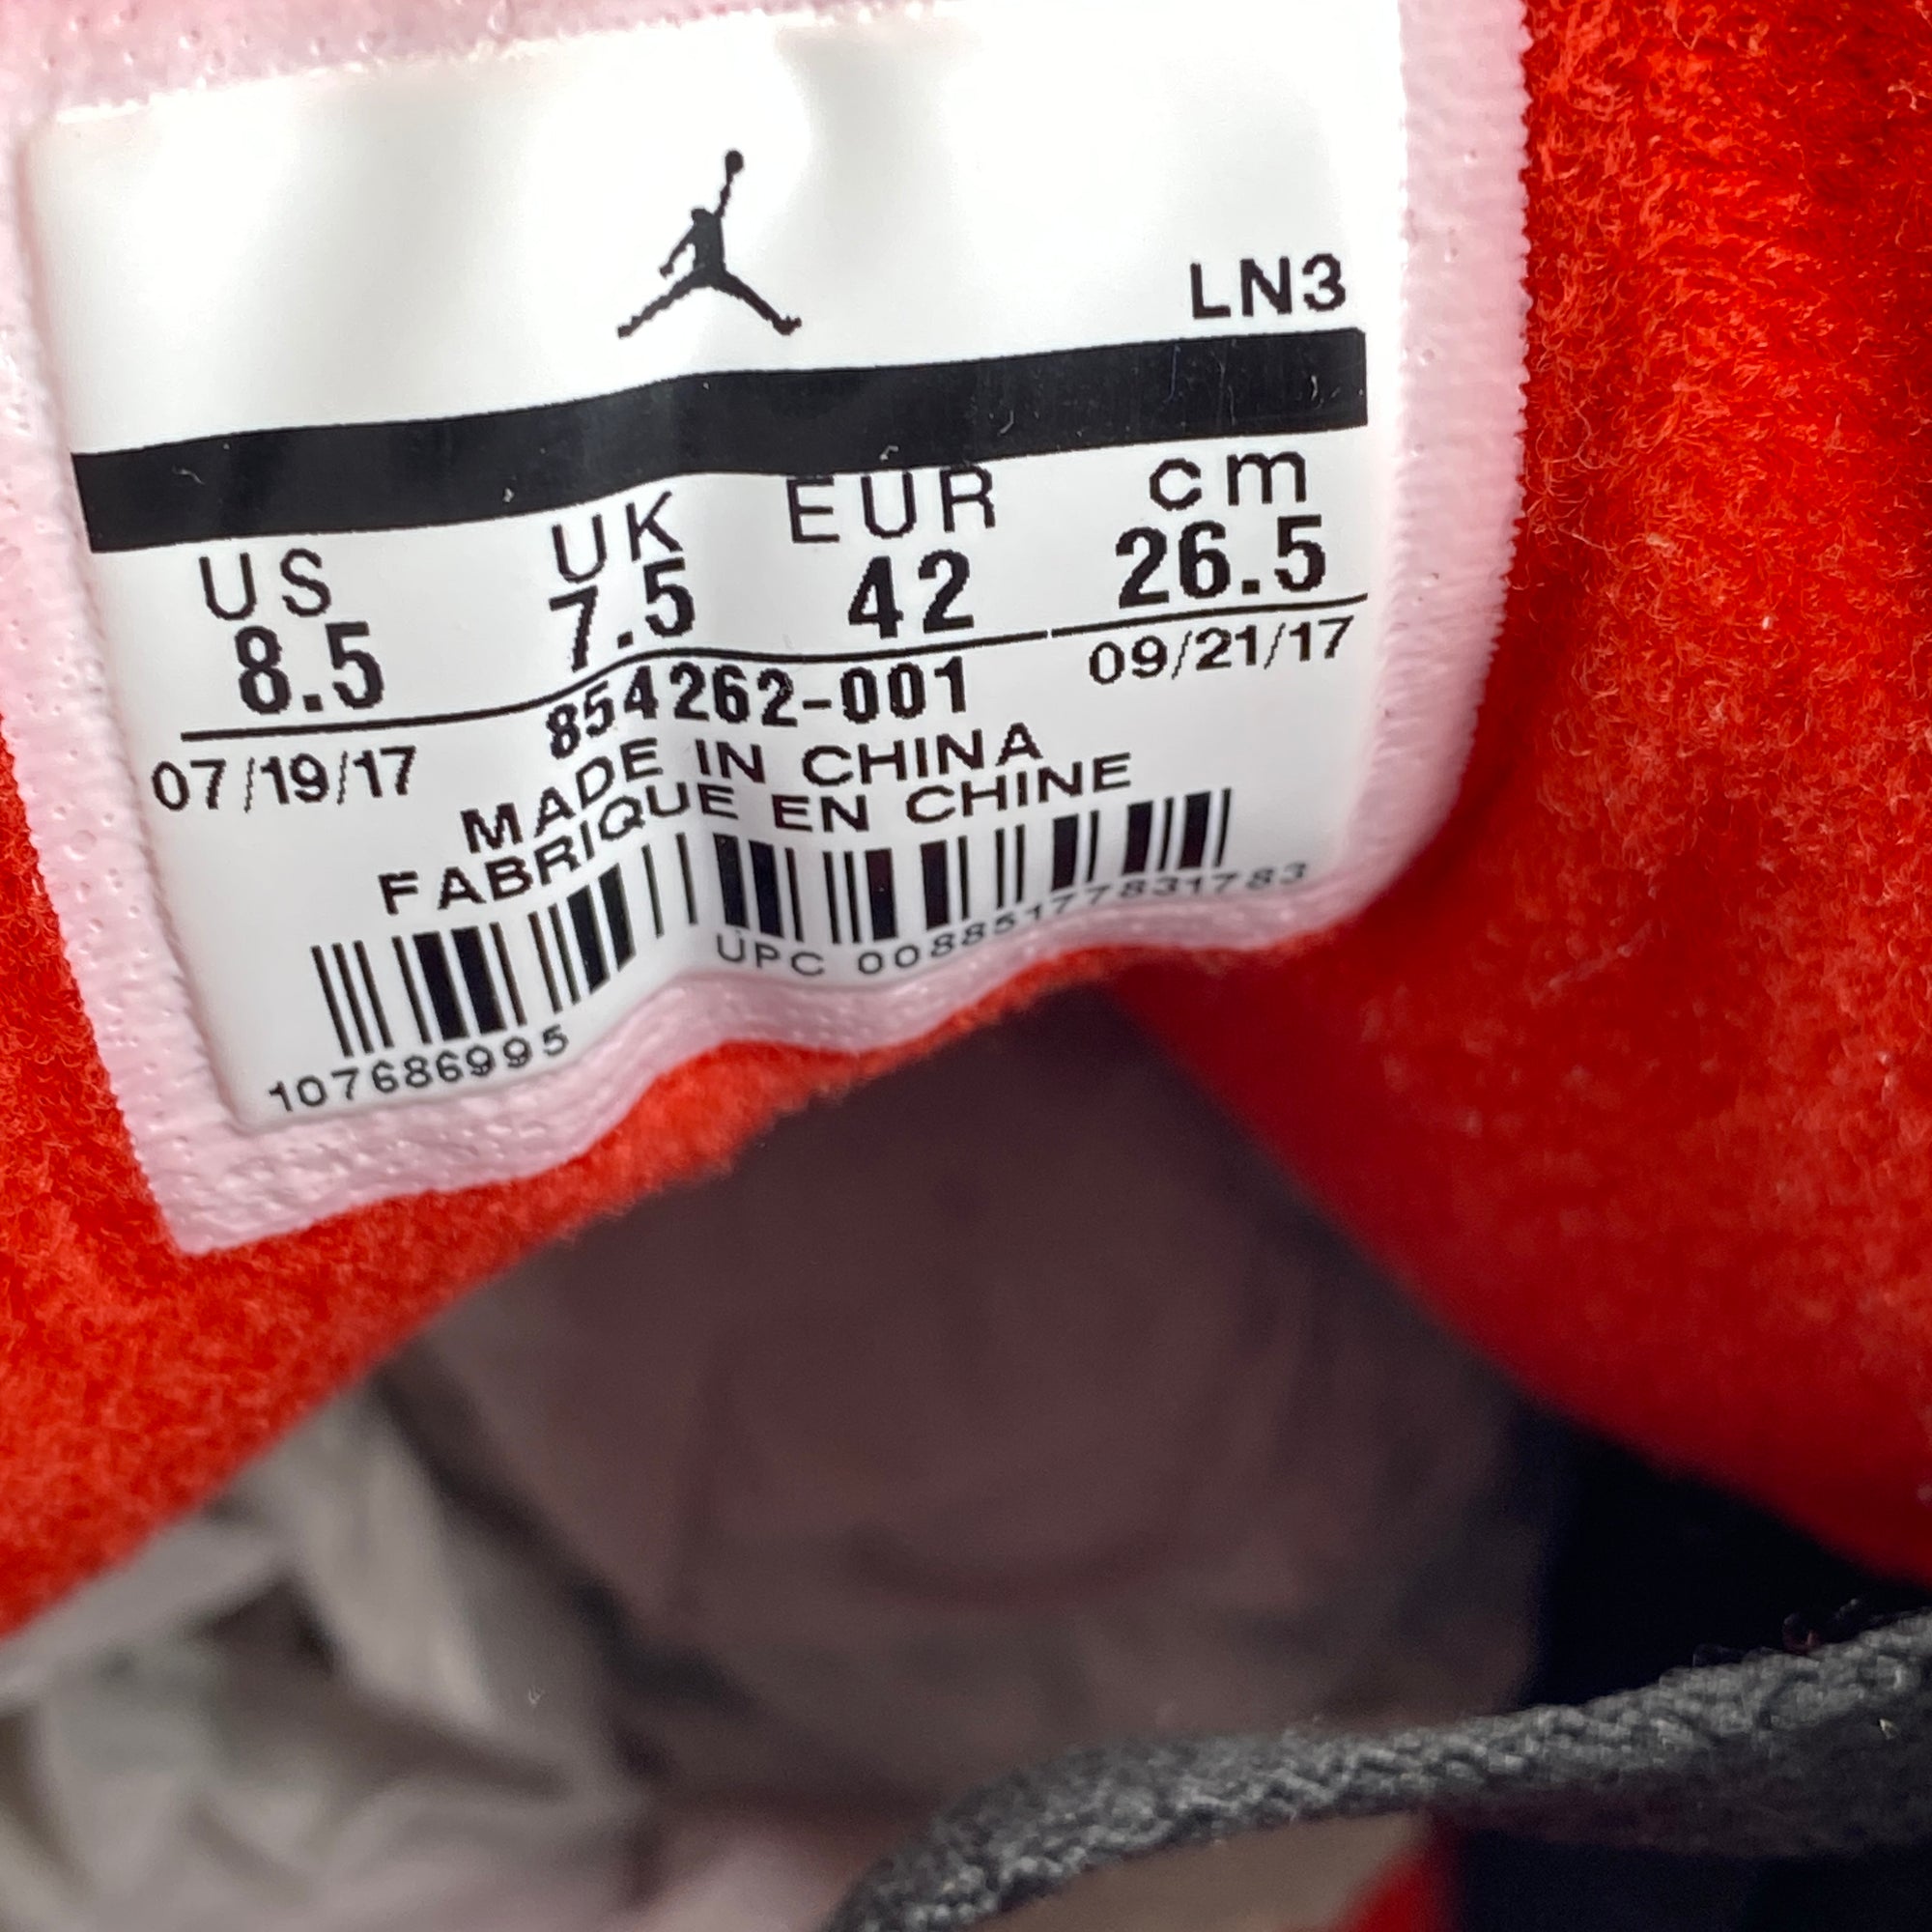 LN3
US UK EUR cm
8.5 7.5 42 26.5
07/19/17 854262-001 09/21/17
MADE IN CHINA
FABRIQUE EN CHINE
UPC 00885177831783
107686995